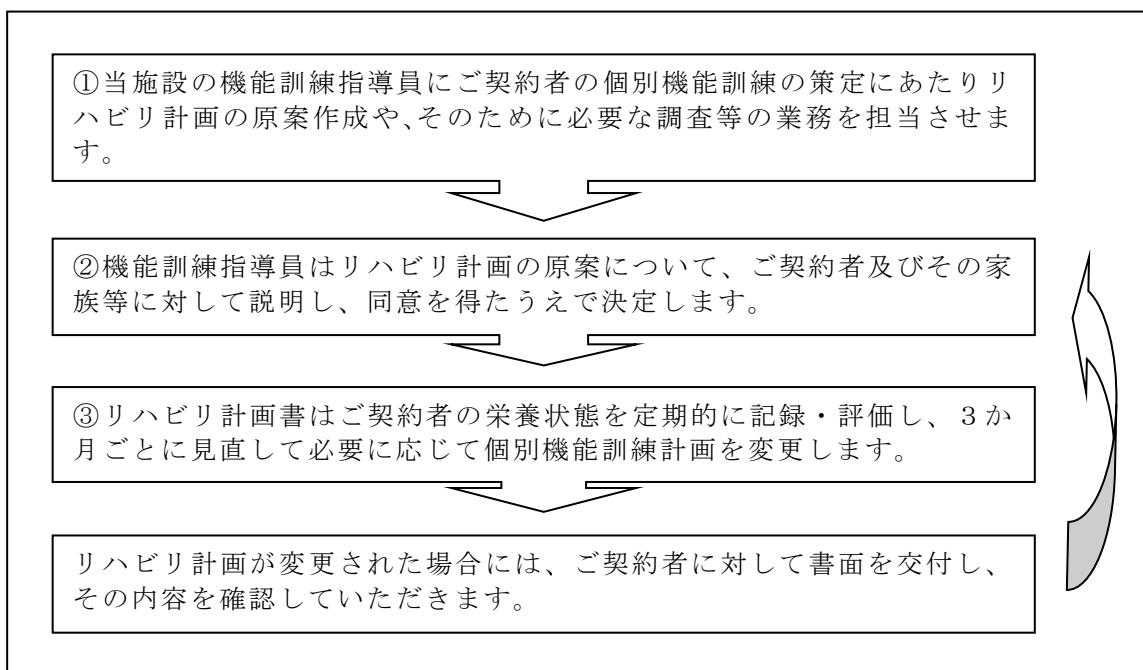 ①当施設の機能訓練指導員にご契約者の個別機能訓練の策定にあたりリ
ハビリ計画の原案作成や、そのために必要な調査等の業務を担当させま
す。
②機能訓練指導員はリハビリ計画の原案について、ご契約者及びその家
族等に対して説明し、同意を得たうえで決定します。
③リハビリ計画書はご契約者の栄養状態を定期的に記録・評価し、３か
月ごとに見直して必要に応じて個別機能訓練計画を変更します。
リハビリ計画が変更された場合には、ご契約者に対して書面を交付し、
その内容を確認していただきます。